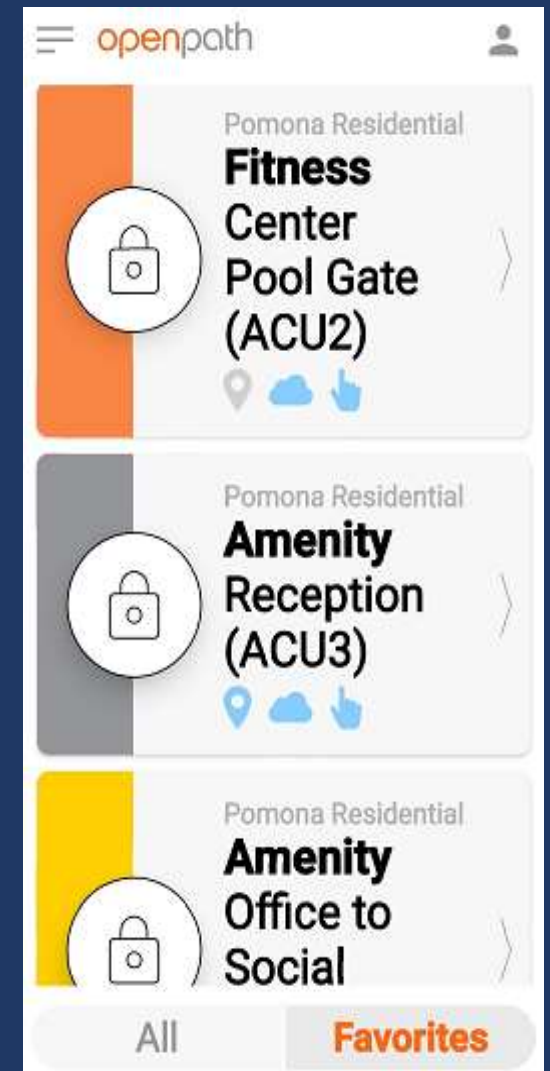 openpath
Pomona Residential
Fitness
Center
Pool Gate
(ACU2)
Pomona Residential
Amenity
Reception
(ACU3)
Pomona Residential
Amenity
Office to
Social
All
Favorites